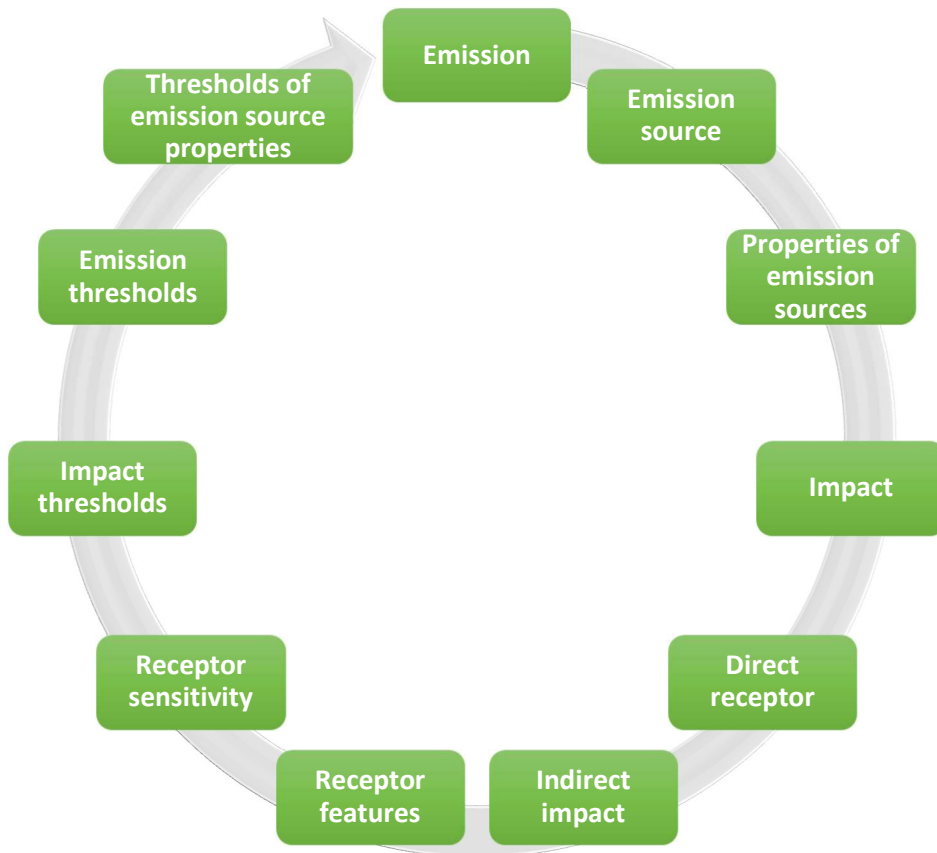 Emission
Emission
source
Properties of
emission
sources
Impact
Direct
receptor
Indirect
impact
Receptor
features
Receptor
sensitivity
Impact
thresholds
Emission
thresholds
Thresholds of
emission source
properties